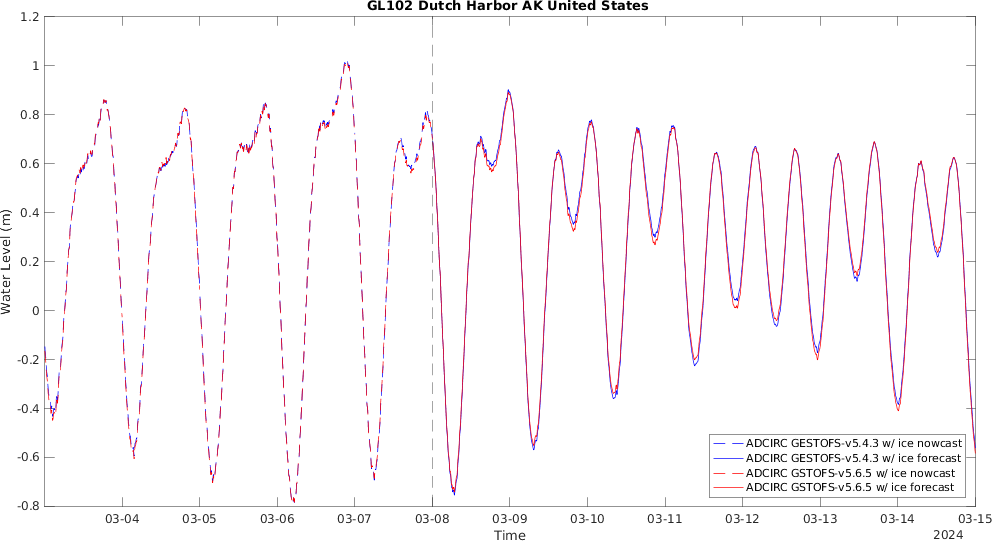 GL102 Dutch Harbor AK United States
1.2
1
0.8
0.6
0.4
0.2
0
-0.2
-0.4
-0.6
-0.8
Water Level (m)
ADCIRC GESTOFS-v5.4.3 w/ ice nowcast
ADCIRC GESTOFS-v5.4.3 w/ ice forecast
ADCIRC GSTOFS-v5.6.5 w/ ice nowcast
ADCIRC GSTOFS-v5.6.5 w/ ice forecast
03-04 03-05 03-06 03-07 03-08 03-09 03-10 03-11 03-12 03-13 03-14 03-15
Time
2024